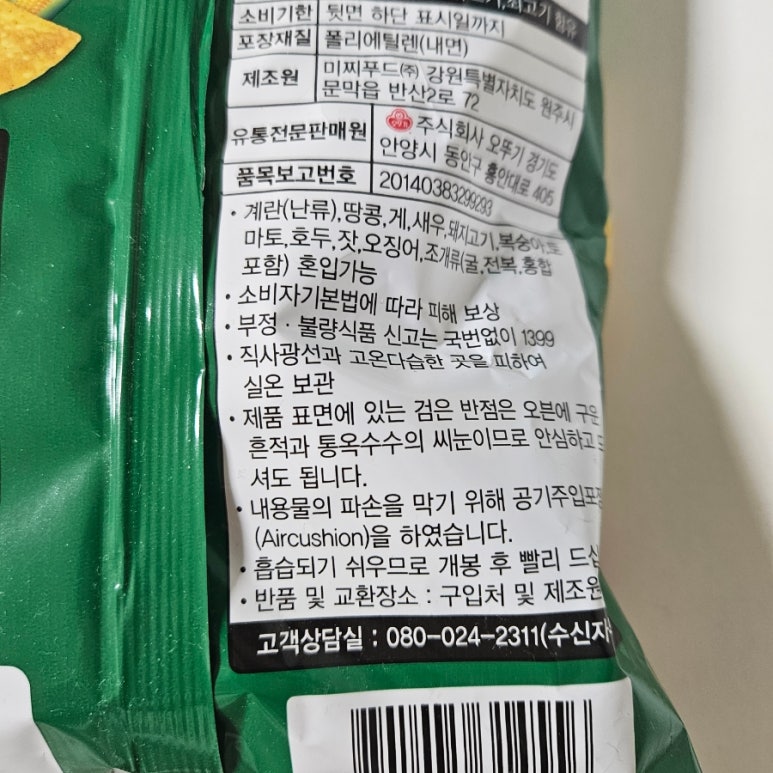 쇠고기 함유
소비기한 뒷면 하단 표시일까지
포장재질 폴리에틸렌(내면)
제조원 미찌푸드㈜ 강원특별자치도 원주시
문막읍 반산2로 72
유통전문판매원 주식회사 오뚜기 경기도
안양시 동안구 흥안대로 405
품목보고번호 20140383299293
• 계란(난류),땅콩,게,새우,돼지고기,복숭아,토
마토,호두,잣,오징어,조개류(굴,전복,홍합
포함) 혼입가능
• 소비자기본법에 따라 피해 보상
• 부정 · 불량식품 신고는 국번없이 1399
• 직사광선과 고온다습한 곳을 피하여
실온 보관
• 제품 표면에 있는 검은 반점은 오븐에 구운
흔적과 통옥수수의 씨눈이므로 안심하고
셔도 됩니다.
• 내용물의 파손을 막기 위해 공기주입포장
(Aircushion)을 하였습니다.
• 흡습되기 쉬우므로 개봉 후 빨리 드십
• 반품 및 교환장소 : 구입처 및 제조원
고객상담실 : 080-024-2311(수신자